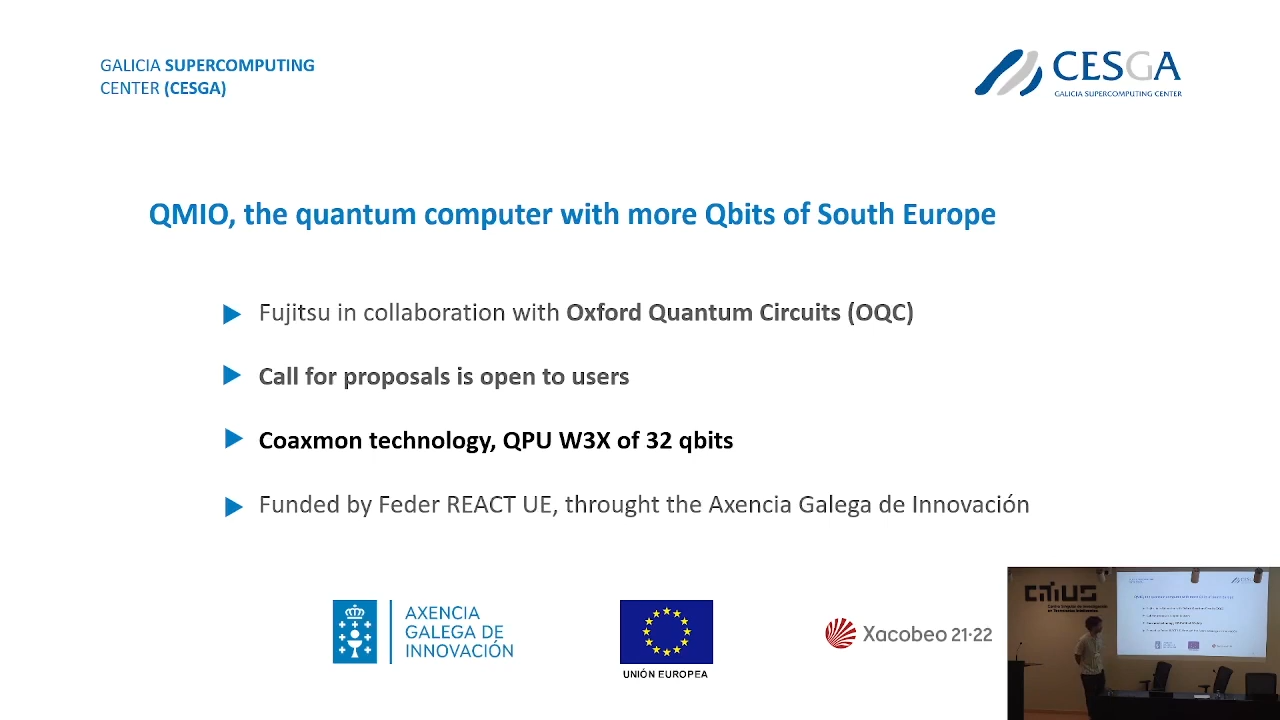 GALICIA SUPERCOMPUTING
CENTER (CESGA)
CESGA
GALICIA SUPERCOMPUTING CENTER
QMIO, the quantum computer with more Qbits of South Europe
Fujitsu in collaboration with Oxford Quantum Circuits (OQC)
Call for proposals is open to users
Coaxmon technology, QPU W3X of 32 qbits
Funded by Feder REACT UE, throught the Axencia Galega de Innovación
AXENCIA
GALEGA DE
INNOVACIÓN
UNIÓN EUROPEA
Xacobeo 21·22
CiTIUS